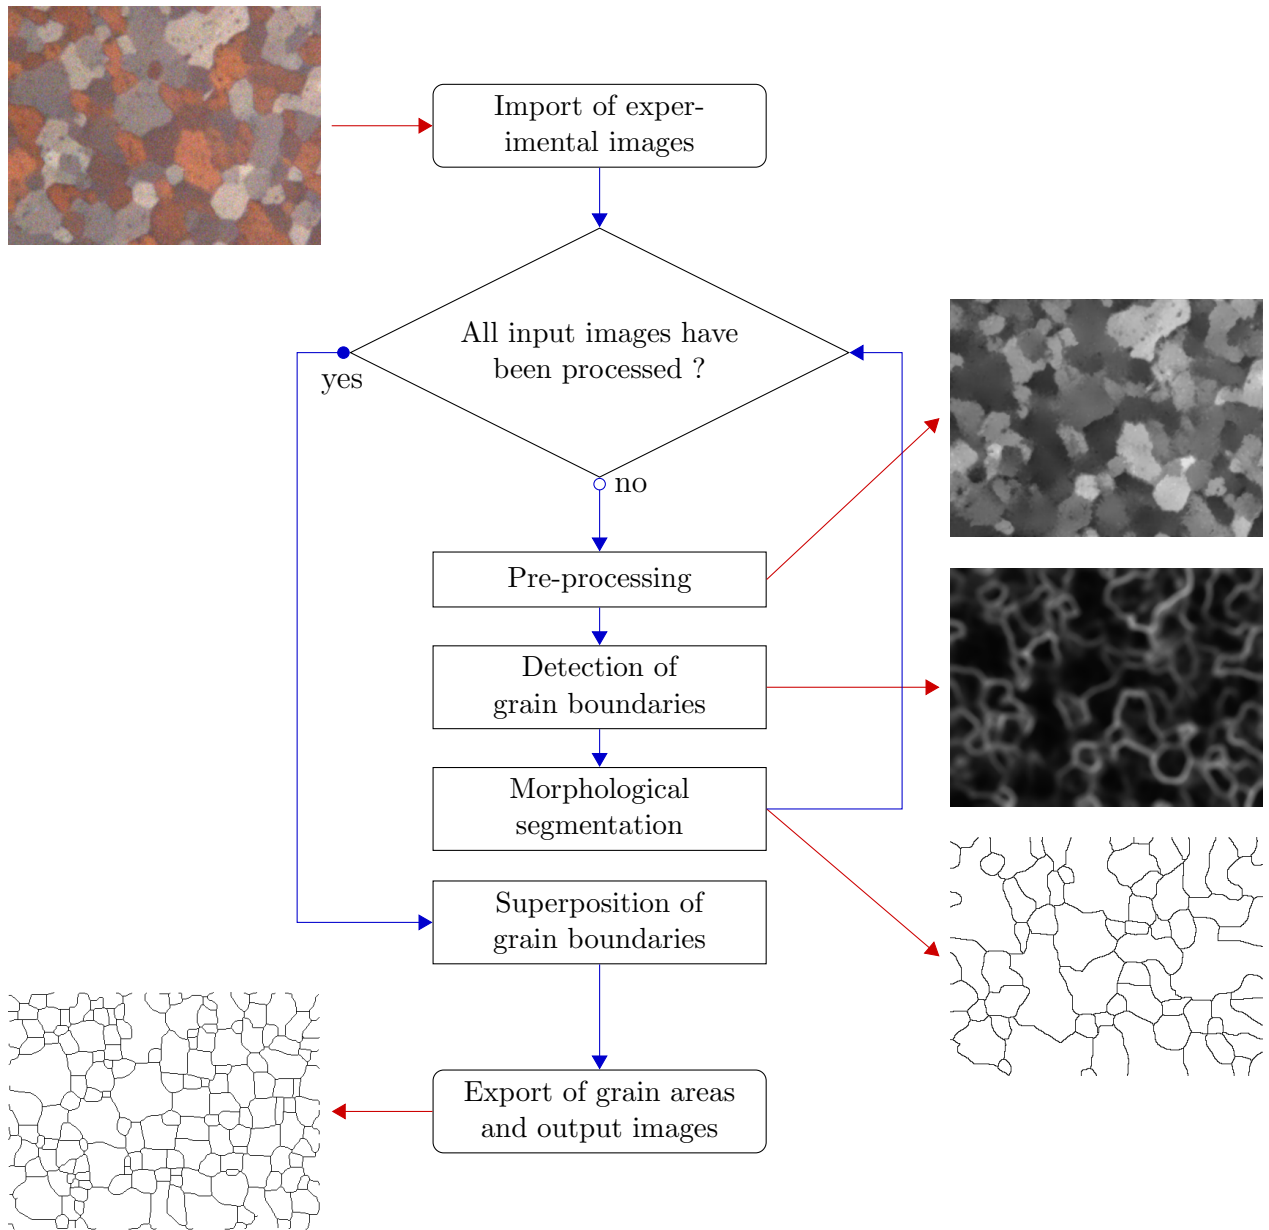 Import of exper-
imental images
All input images have
been processed ?
yes
no
Pre-processing
Detection of
grain boundaries
Morphological
segmentation
Superposition of
grain boundaries
Export of grain areas
and output images